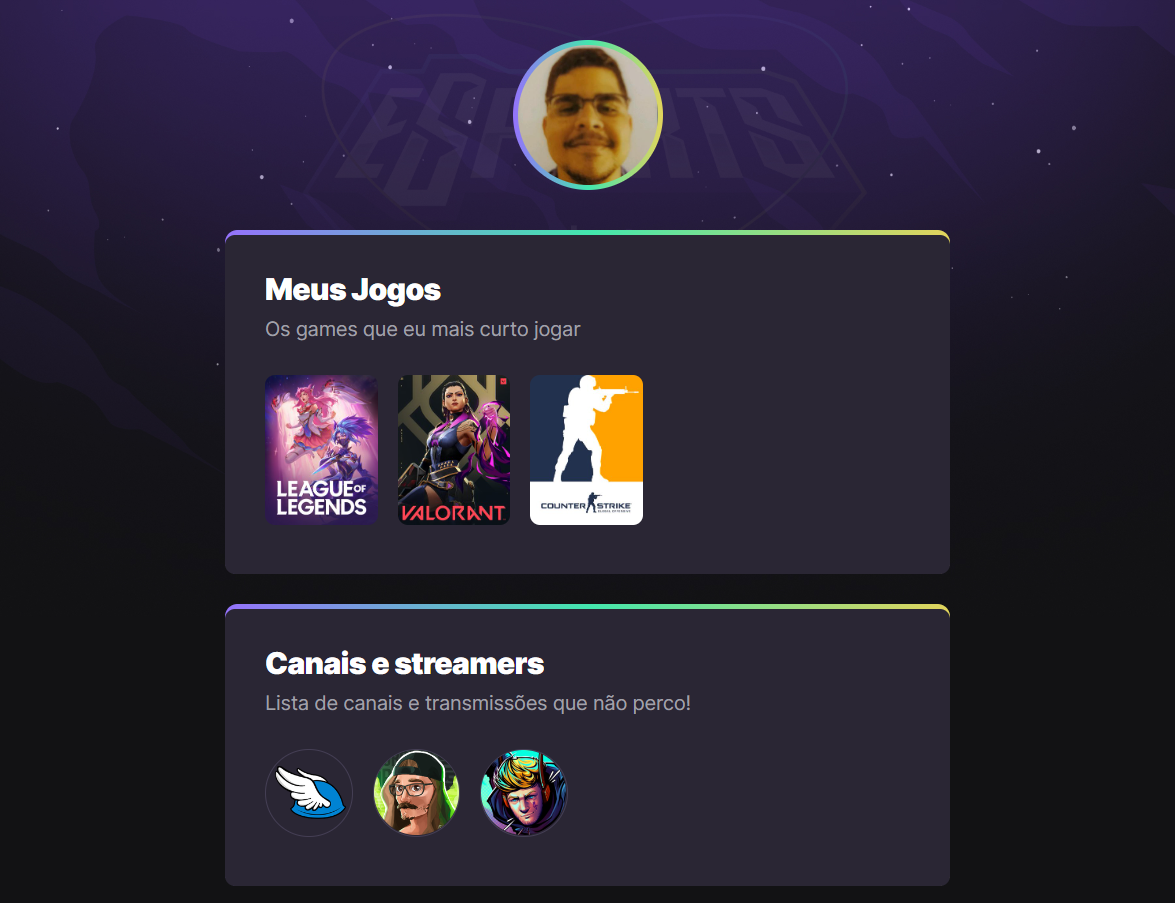 ESPORTS
Meus Jogos
Os games que eu mais curto jogar
LEAGUE OF
LEGENDS
VALORANT
COUNTER STRIKE
Canais e streamers
Lista de canais e transmissões que não perco!